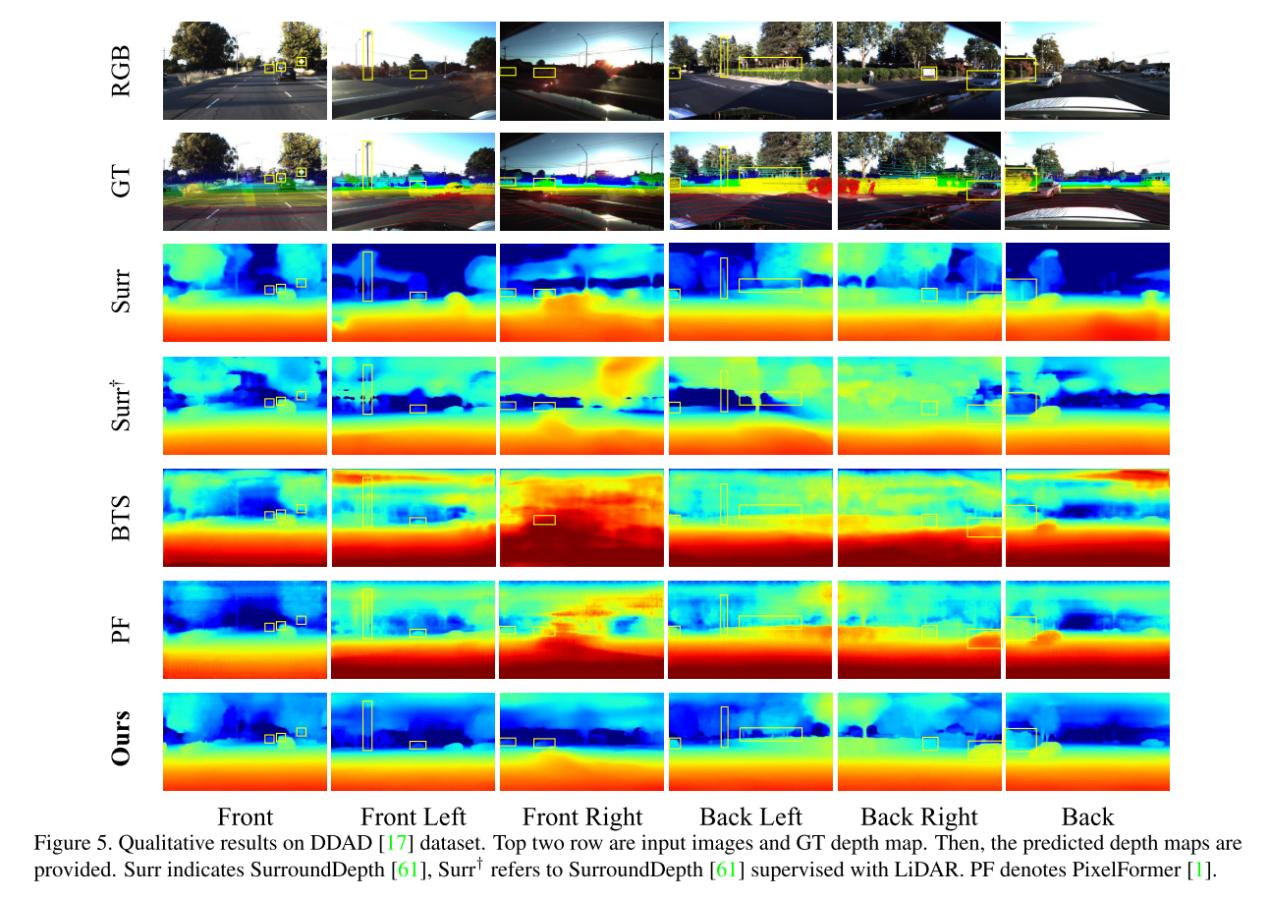 RGB
GT
Surr
Surr†
BTS
PF
Ours
Front Front Left Front Right Back Left Back Right Back
Figure 5. Qualitative results on DDAD [17] dataset. Top two row are input images and GT depth map. Then, the predicted depth maps are
provided. Surr indicates SurroundDepth [61], Surr† refers to SurroundDepth [61] supervised with LiDAR. PF denotes PixelFormer [1].